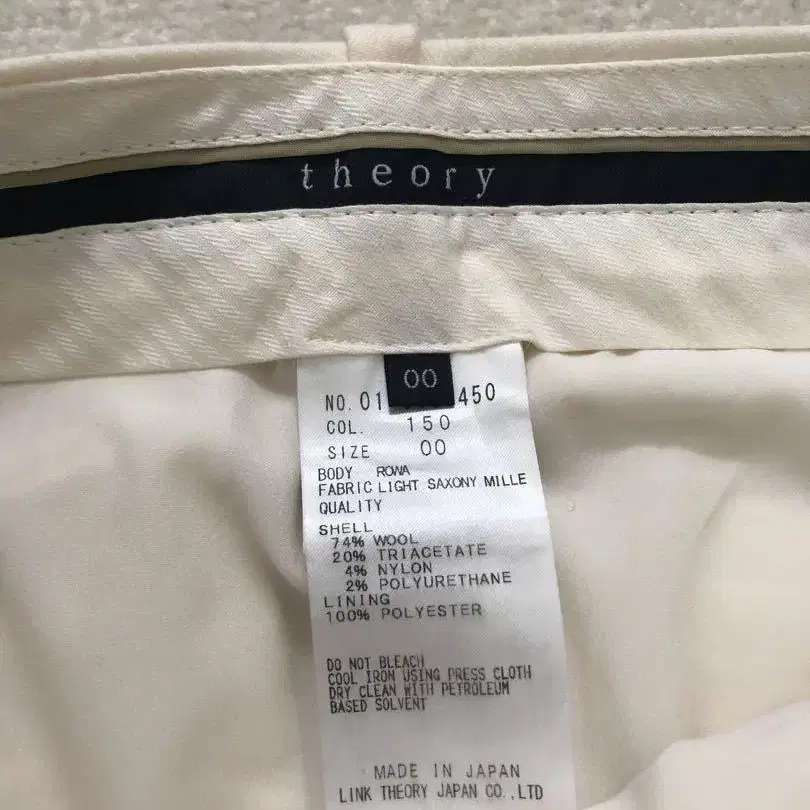 theory
00
NO. 01 450
COL. 150
SIZE 00
BODY ROWA
FABRIC LIGHT SAXONY MILLE
QUALITY
SHELL
74% WOOL
20% TRIACETATE
4% NYLON
2% POLYURETHANE
LINING
100% POLYESTER
DO NOT BLEACH
COOL IRON USING PRESS CLOTH
DRY CLEAN WITH PETROLEUM
BASED SOLVENT
MADE IN JAPAN
LINK THEORY JAPAN CO.,LTD